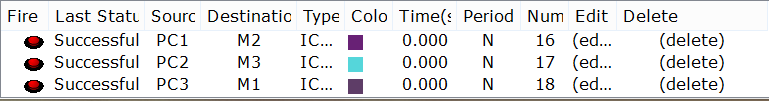 Fire Last Statu Sourc Destinatio Type Colo Time(s Period Num Edit Delete
Successful PC1 M2 IC... 0.000 N 16 (ed... (delete)
Successful PC2 M3 IC... 0.000 N 17 (ed... (delete)
Successful PC3 M1 IC... 0.000 N 18 (ed... (delete)